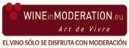 WINEinMODERATION.eu
Art de Vivre
EL VINO SÓLO SE DISFRUTA CON MODERACIÓN